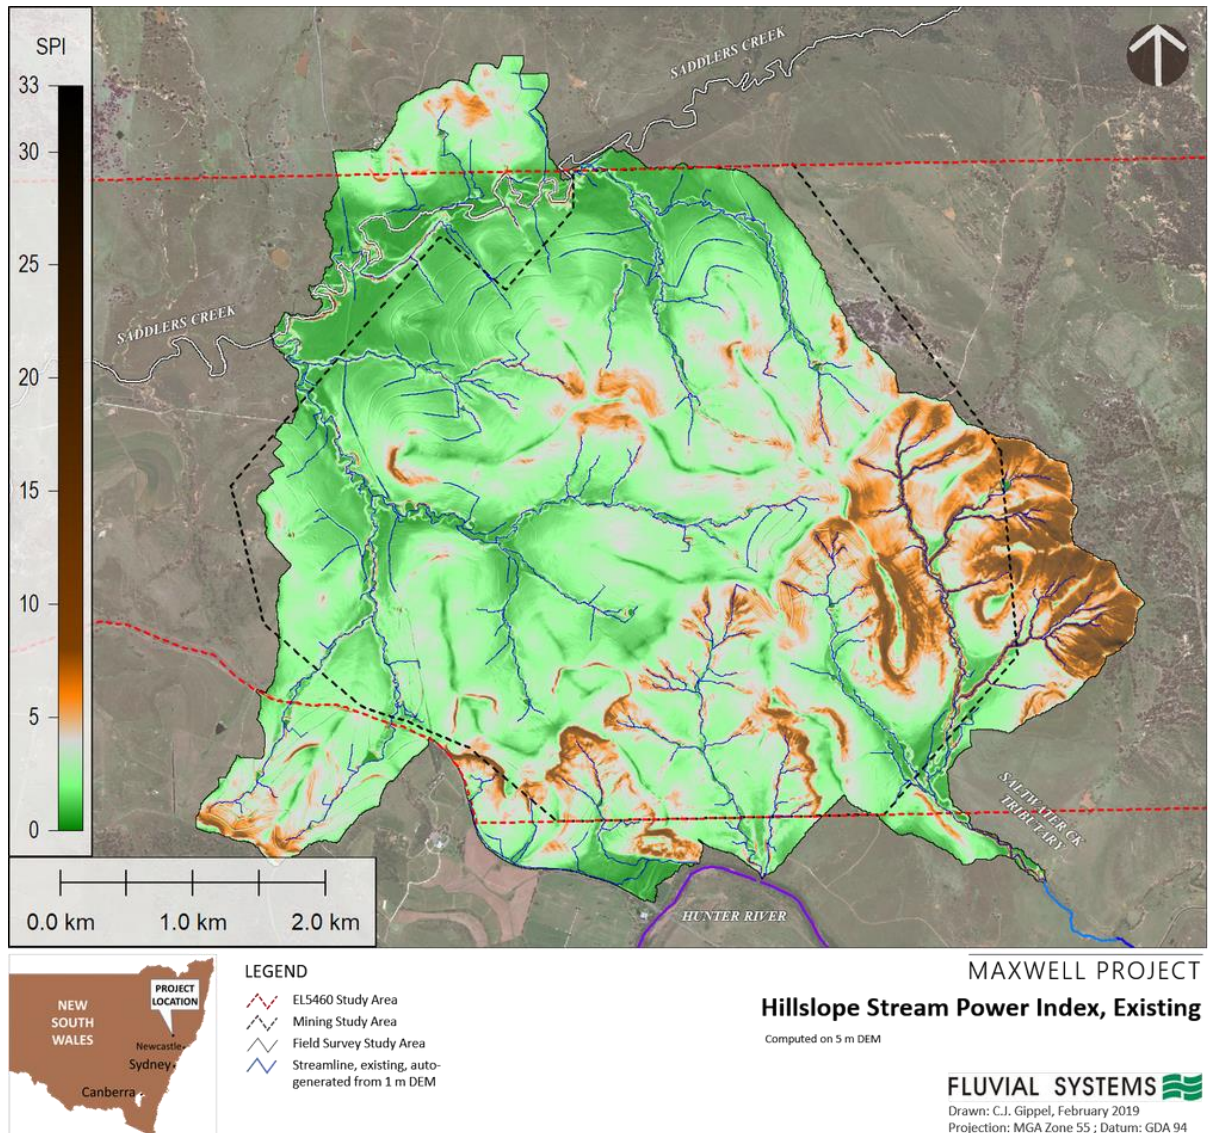 SPI
33
30
25
20
15
10
5
0
SADDLERS CREEK
SADDLERS CREEK
SALTWATER CK
TRIBUTARY
HUNTER RIVER
0.0 km 1.0 km 2.0 km
NEW
SOUTH
WALES
PROJECT
LOCATION
Newcastle
Sydney
Canberra
LEGEND
EL5460 Study Area
Mining Study Area
Field Survey Study Area
Streamline, existing, auto-
generated from 1 m DEM
MAXWELL PROJECT
Hillslope Stream Power Index, Existing
Computed on 5 m DEM
FLUVIAL SYSTEMS
Drawn: C.J. Gippel, February 2019
Projection: MGA Zone 55 ; Datum: GDA 94